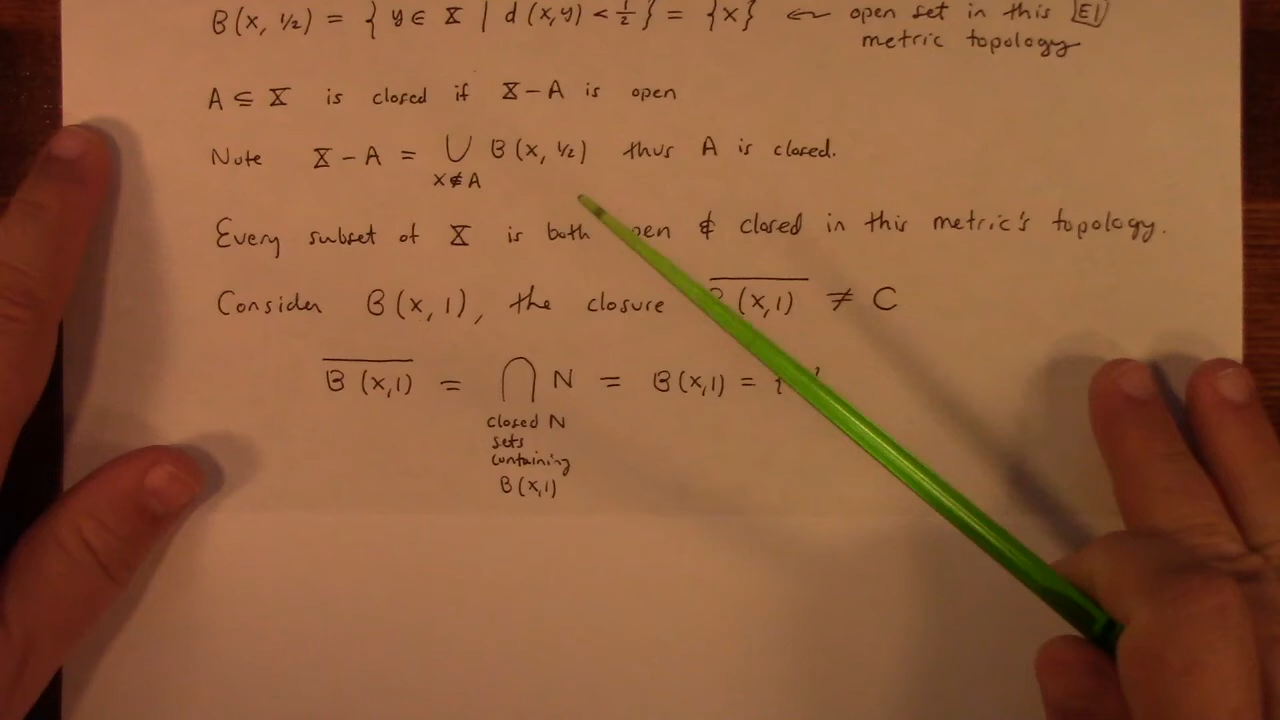 B(x, 1/2) = { y ∈ X | d(x,y) < 1/2 } = {x} ← open set in this E1
metric topology
A ⊆ X is closed if X - A is open
Note X - A = ∪ B(x, 1/2) thus A is closed.
x ∉ A
Every subset of X is both open & closed in this metric's topology.
Consider B(x, 1), the closure B(x,1) ≠ C
B(x,1) = ∩ N = B(x,1) = {
closed N
sets
containing
B(x,1)